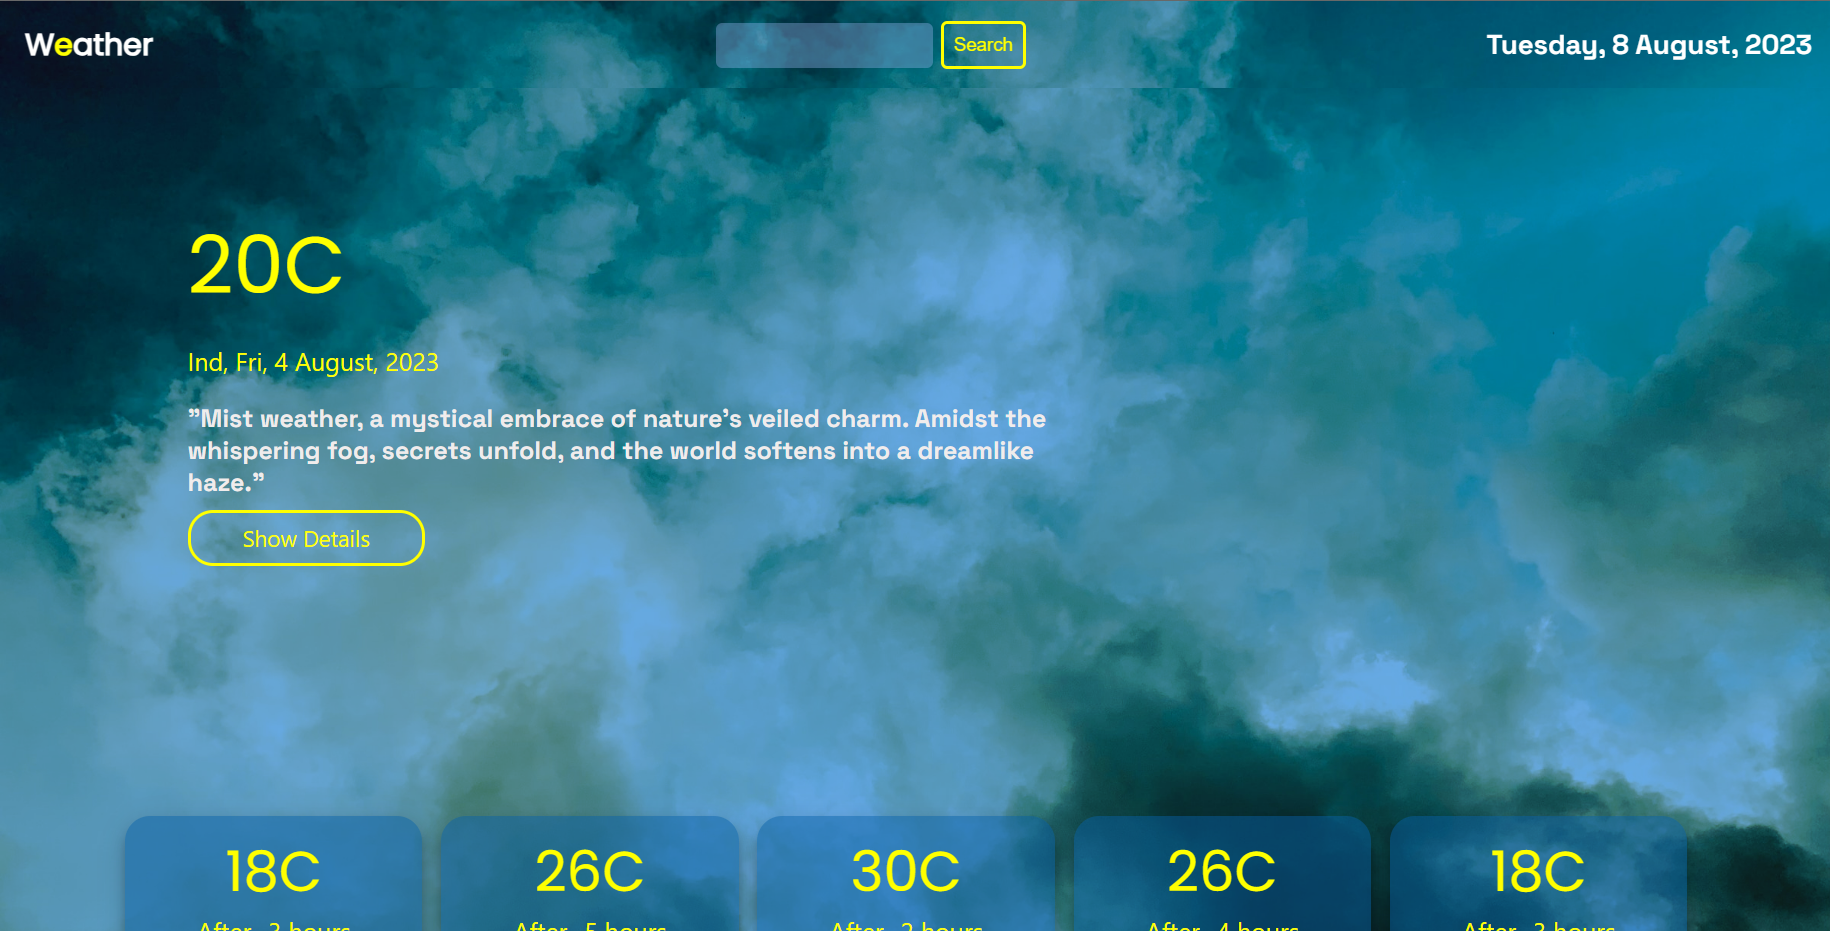 Weather
Search
Tuesday, 8 August, 2023
20C
Ind, Fri, 4 August, 2023
”Mist weather, a mystical embrace of nature’s veiled charm. Amidst the
whispering fog, secrets unfold, and the world softens into a dreamlike
haze.”
Show Details
18C
26C
30C
26C
18C
After 3 hours
After 5 hours
After 2 hours
After 4 hours
After 3 hours